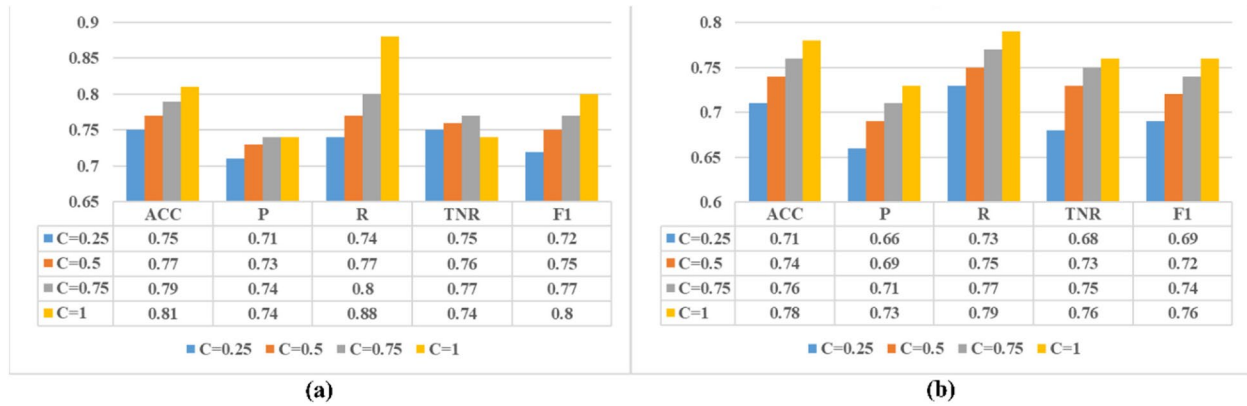 0.9
0.85
0.8
0.75
0.7
0.65
ACC P R TNR F1
C=0.25 0.75 0.71 0.74 0.75 0.72
C=0.5 0.77 0.73 0.77 0.76 0.75
C=0.75 0.79 0.74 0.8 0.77 0.77
C=1 0.81 0.74 0.88 0.74 0.8
C=0.25 C=0.5 C=0.75 C=1
(a)
0.8
0.75
0.7
0.65
0.6
ACC P R TNR F1
C=0.25 0.71 0.66 0.73 0.68 0.69
C=0.5 0.74 0.69 0.75 0.73 0.72
C=0.75 0.76 0.71 0.77 0.75 0.74
C=1 0.78 0.73 0.79 0.76 0.76
C=0.25 C=0.5 C=0.75 C=1
(b)